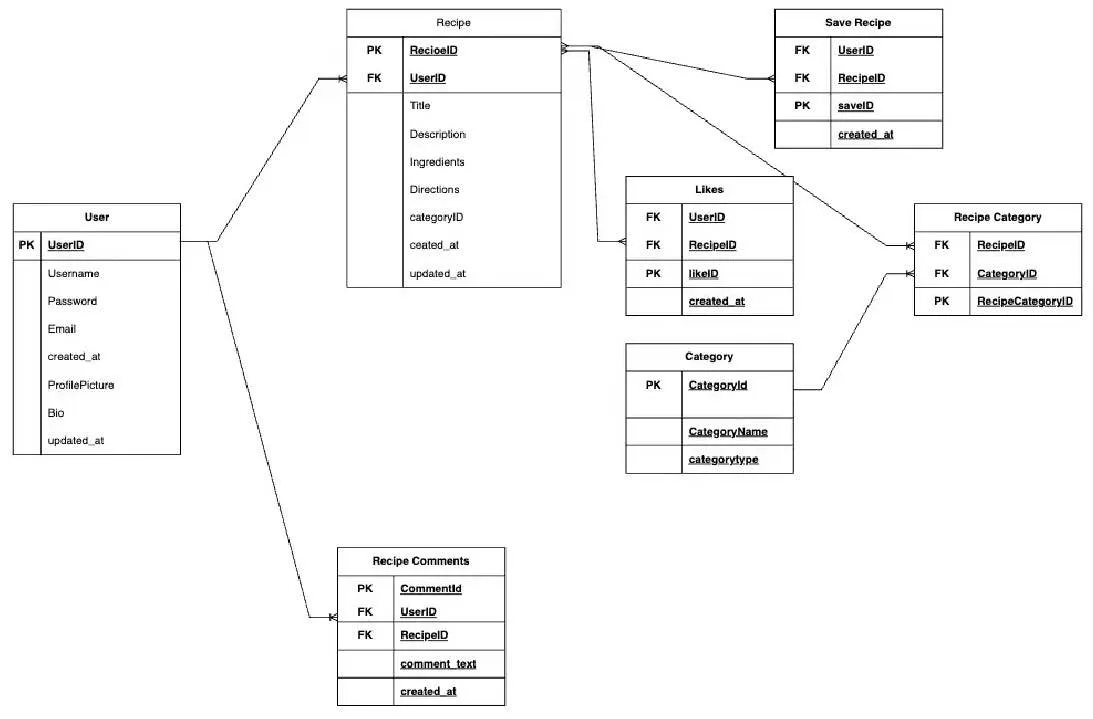 Recipe
PK RecioeID
FK UserID
Title
Description
Ingredients
Directions
categoryID
ceated_at
updated_at
Save Recipe
FK UserID
FK RecipeID
PK saveID
created_at
Likes
FK UserID
FK RecipeID
PK likeID
created_at
Recipe Category
FK RecipeID
FK CategoryID
PK RecipeCategoryID
User
PK UserID
Username
Password
Email
created_at
ProfilePicture
Bio
updated_at
Category
PK CategoryId
CategoryName
categorytype
Recipe Comments
PK CommentId
FK UserID
FK RecipeID
comment_text
created_at